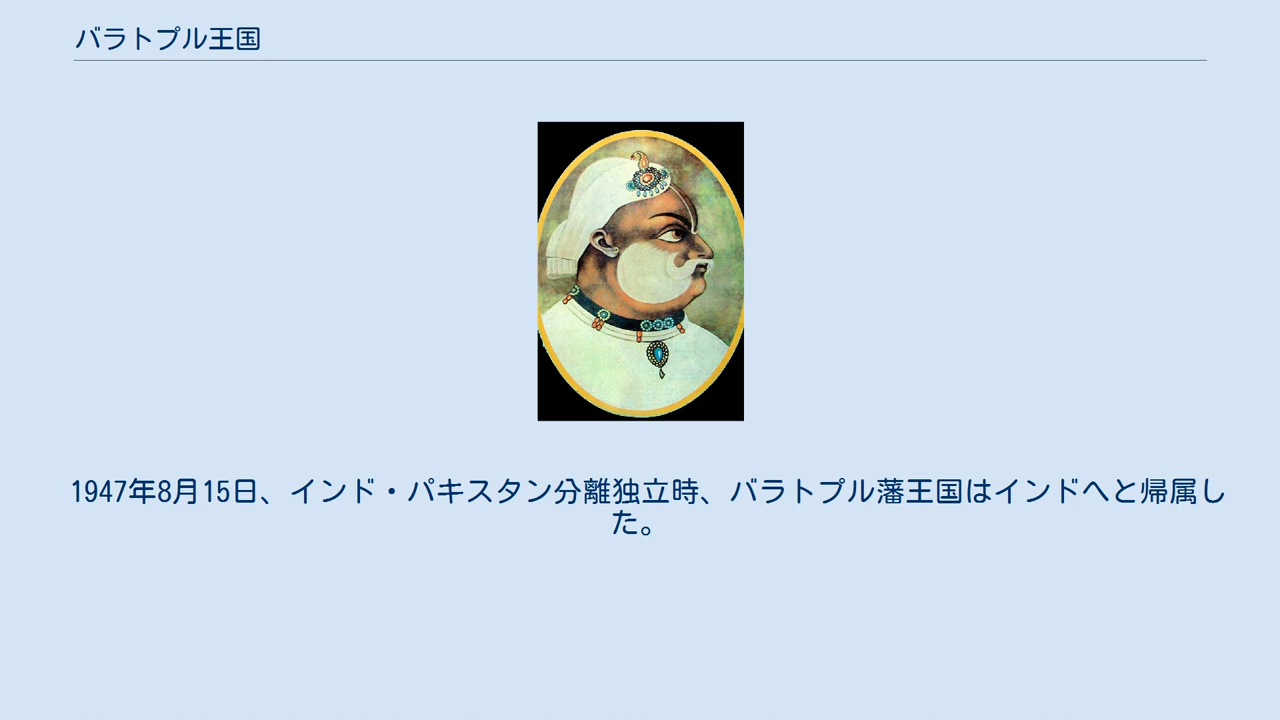 バラトプル王国
1947年8月15日、インド・パキスタン分離独立時、バラトプル藩王国はインドへと帰属し
た。